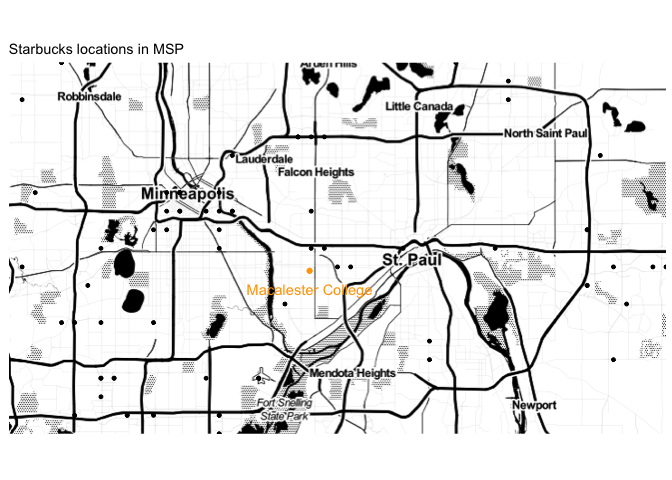 Starbucks locations in MSP
Arden Hills
Robbinsdale
Little Canada
North Saint Paul
Lauderdale
Falcon Heights
Minneapolis
St. Paul
Macalester College
Mendota Heights
Fort Snelling
State Park
Newport